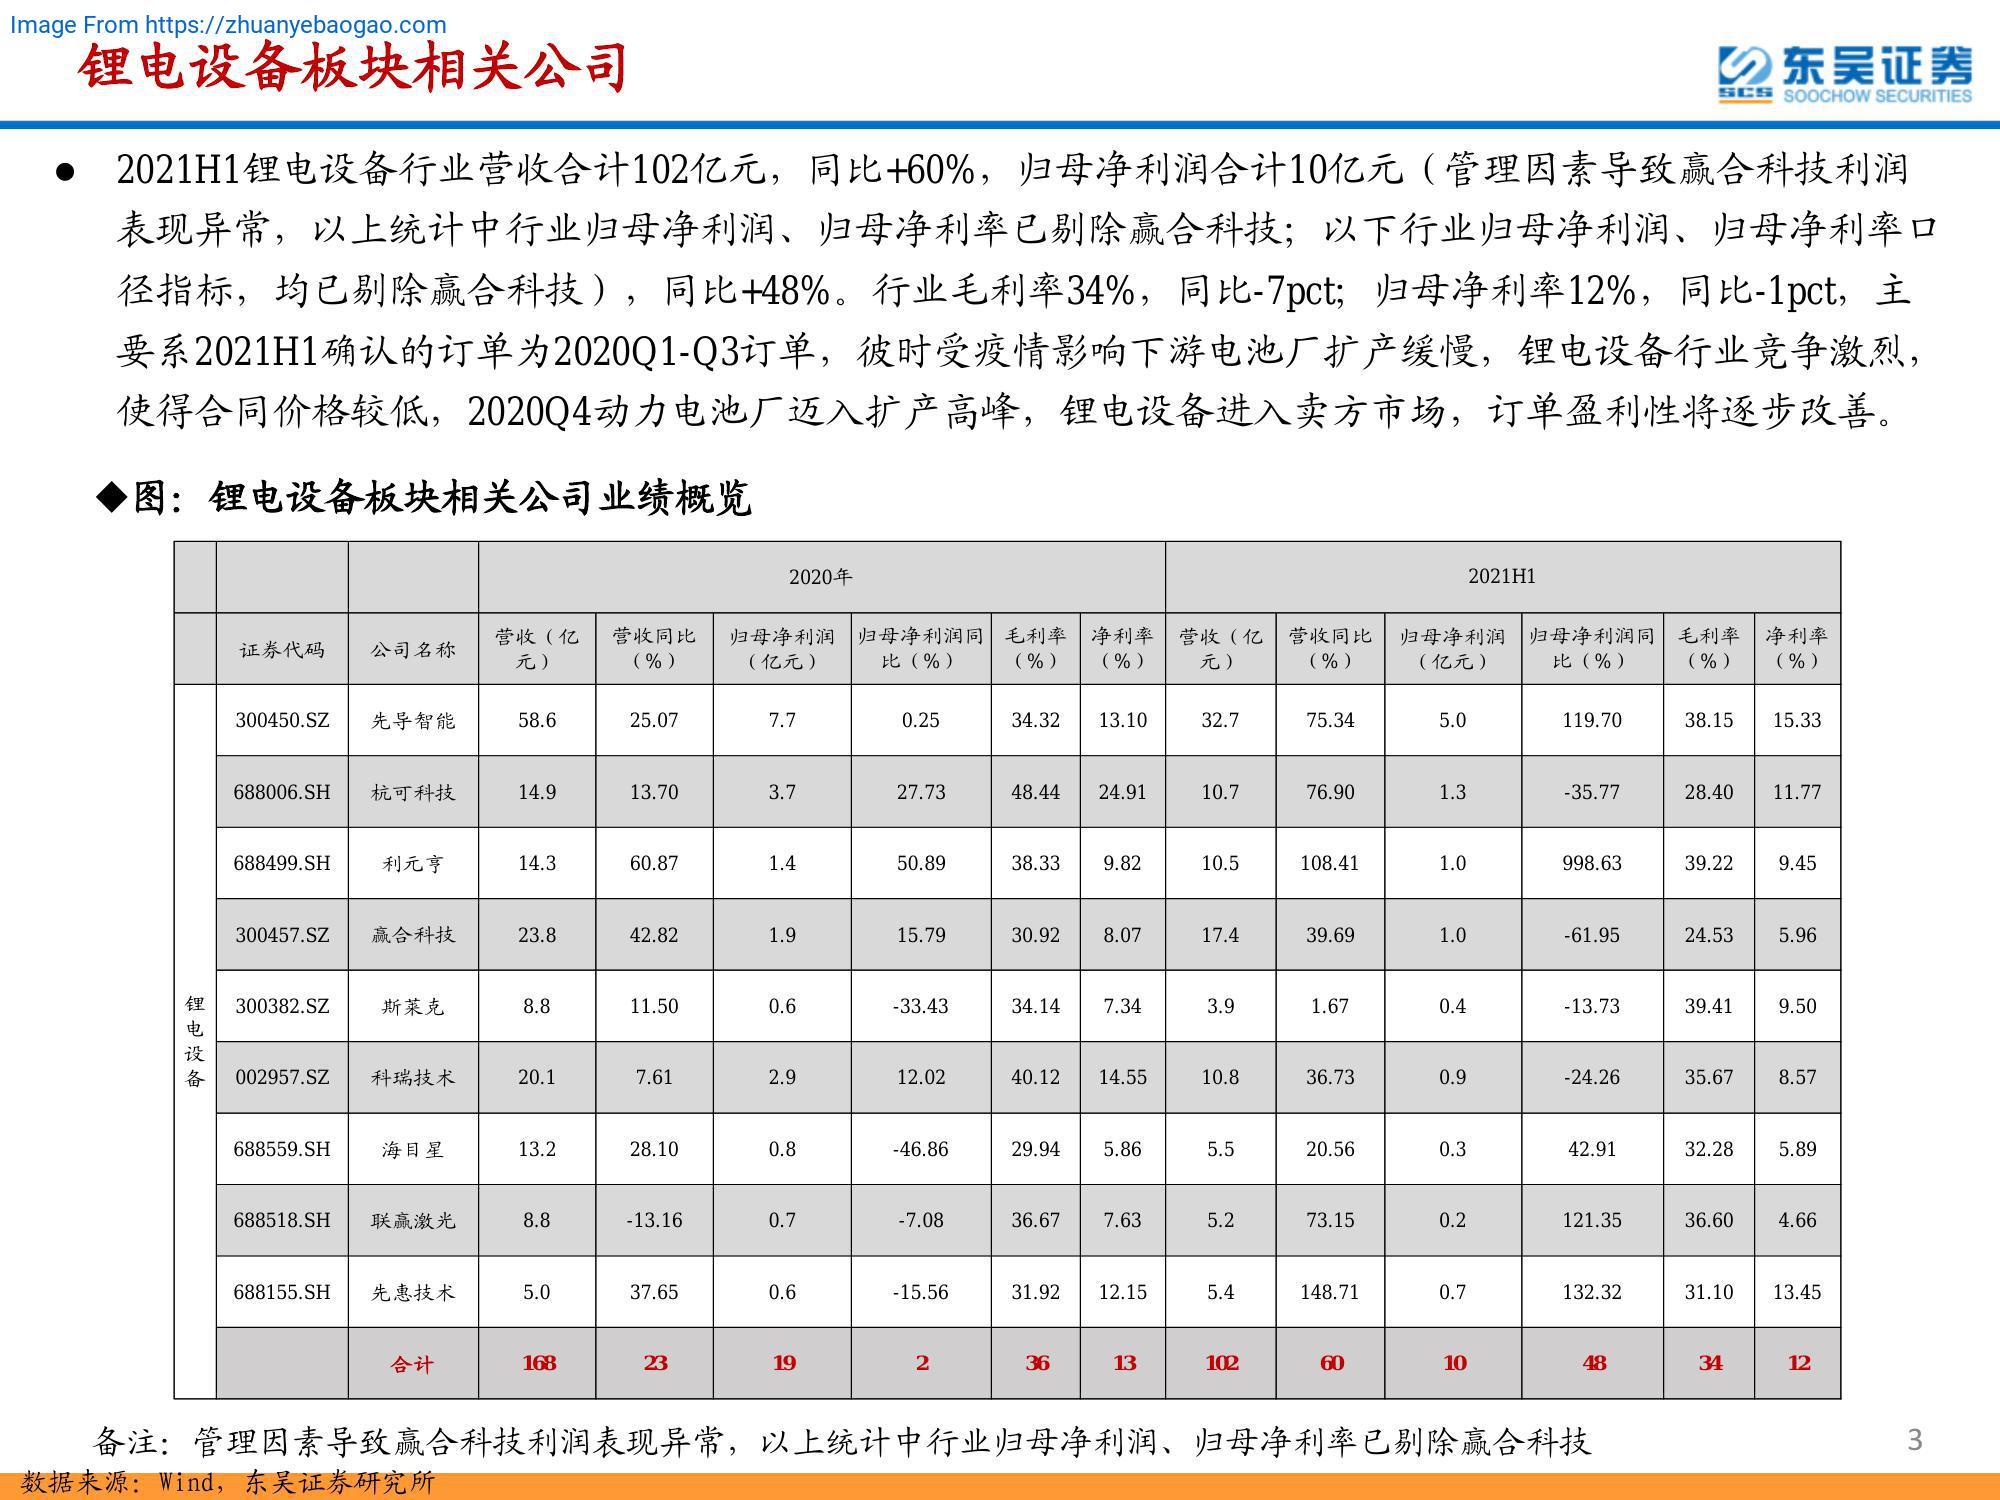 Image From https://zhuanyebaogao.com
锂电设备板块相关公司
东吴证券
SCS SOOCHOW SECURITIES
● 2021H1锂电设备行业营收合计102亿元，同比+60%，归母净利润合计10亿元（管理因素导致赢合科技利润
表现异常，以上统计中行业归母净利润、归母净利率已剔除赢合科技；以下行业归母净利润、归母净利率口
径指标，均已剔除赢合科技），同比+48%。行业毛利率34%，同比-7pct；归母净利率12%，同比-1pct，主
要系2021H1确认的订单为2020Q1-Q3订单，彼时受疫情影响下游电池厂扩产缓慢，锂电设备行业竞争激烈，
使得合同价格较低，2020Q4动力电池厂迈入扩产高峰，锂电设备进入卖方市场，订单盈利性将逐步改善。
◆图：锂电设备板块相关公司业绩概览
2020年 2021H1
证券代码 公司名称 营收（亿元） 营收同比（%） 归母净利润（亿元） 归母净利润同比（%） 毛利率（%） 净利率（%） 营收（亿元） 营收同比（%） 归母净利润（亿元） 归母净利润同比（%） 毛利率（%） 净利率（%）
锂电设备
300450.SZ 先导智能 58.6 25.07 7.7 0.25 34.32 13.10 32.7 75.34 5.0 119.70 38.15 15.33
688006.SH 杭可科技 14.9 13.70 3.7 27.73 48.44 24.91 10.7 76.90 1.3 -35.77 28.40 11.77
688499.SH 利元亨 14.3 60.87 1.4 50.89 38.33 9.82 10.5 108.41 1.0 998.63 39.22 9.45
300457.SZ 赢合科技 23.8 42.82 1.9 15.79 30.92 8.07 17.4 39.69 1.0 -61.95 24.53 5.96
300382.SZ 斯莱克 8.8 11.50 0.6 -33.43 34.14 7.34 3.9 1.67 0.4 -13.73 39.41 9.50
002957.SZ 科瑞技术 20.1 7.61 2.9 12.02 40.12 14.55 10.8 36.73 0.9 -24.26 35.67 8.57
688559.SH 海目星 13.2 28.10 0.8 -46.86 29.94 5.86 5.5 20.56 0.3 42.91 32.28 5.89
688518.SH 联赢激光 8.8 -13.16 0.7 -7.08 36.67 7.63 5.2 73.15 0.2 121.35 36.60 4.66
688155.SH 先惠技术 5.0 37.65 0.6 -15.56 31.92 12.15 5.4 148.71 0.7 132.32 31.10 13.45
合计 168 23 19 2 36 13 102 60 10 48 34 12
备注：管理因素导致赢合科技利润表现异常，以上统计中行业归母净利润、归母净利率已剔除赢合科技
3
数据来源：Wind，东吴证券研究所